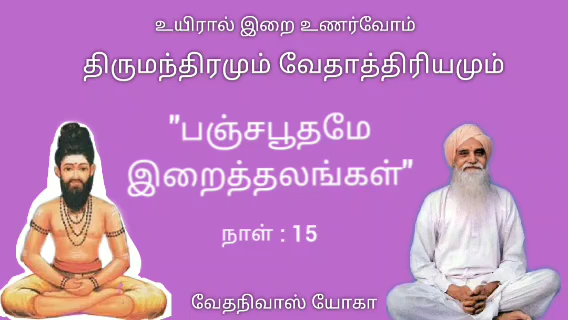 உயிரால் இறை உணர்வோம்
திருமந்திரமும் வேதாத்திரியமும்
"பஞ்சபூதமே
இறைத்தலங்கள்"
நாள் : 15
வேதநிவாஸ் யோகா